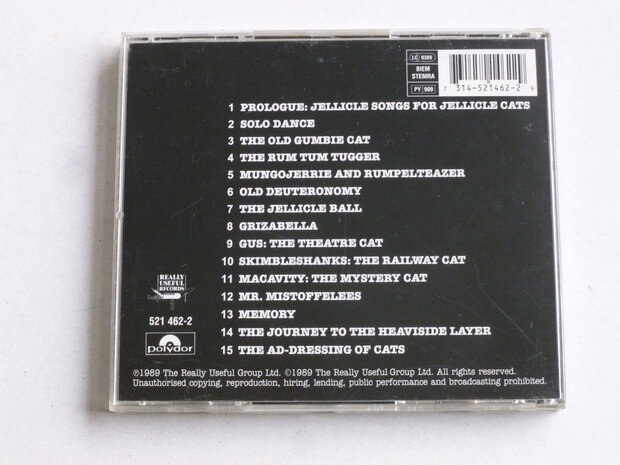 LC 0309
BIEM
STEMRA
PY 900
7 314-521462-2 9
1 PROLOGUE: JELLICLE SONGS FOR JELLICLE CATS
2 SOLO DANCE
3 THE OLD GUMBIE CAT
4 THE RUM TUM TUGGER
5 MUNGOJERRIE AND RUMPELTEAZER
6 OLD DEUTERONOMY
7 THE JELLICLE BALL
8 GRIZABELLA
9 GUS: THE THEATRE CAT
10 SKIMBLESHANKS: THE RAILWAY CAT
11 MACAVITY: THE MYSTERY CAT
12 MR. MISTOFFELEES
13 MEMORY
14 THE JOURNEY TO THE HEAVISIDE LAYER
15 THE AD-DRESSING OF CATS
REALLY
USEFUL
RECORDS
521 462-2
polydor
℗1989 The Really Useful Group Ltd. ©1989 The Really Useful Group Ltd. All rights reserved.
Unauthorised copying, reproduction, hiring, lending, public performance and broadcasting prohibited.